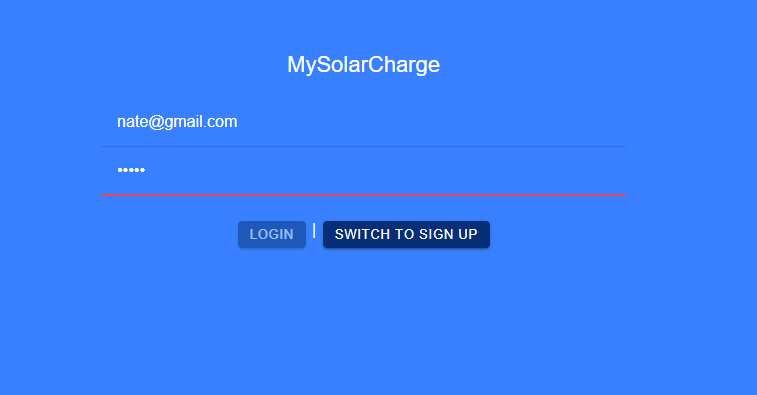 MySolarCharge
nate@gmail.com
•••••
LOGIN | SWITCH TO SIGN UP